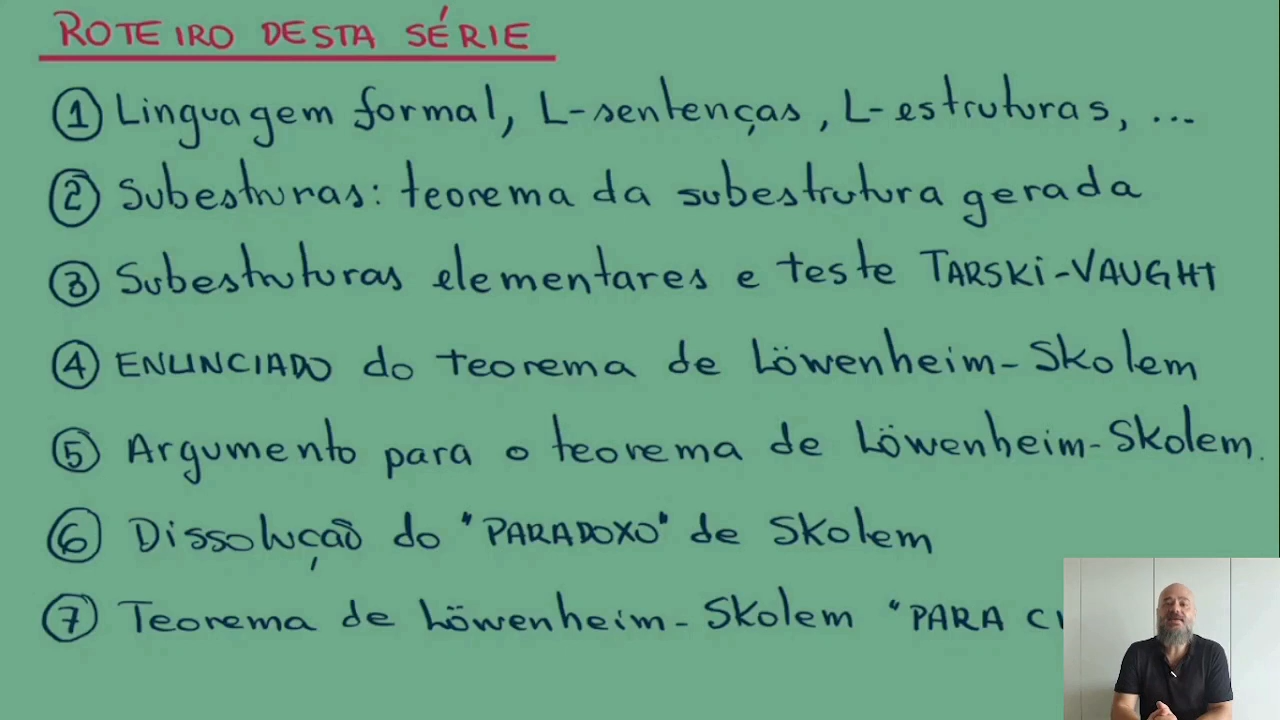 ROTEIRO DESTA SÉRIE
① Linguagem formal, L-sentenças, L-estruturas, ...
② Subesturas: teorema da subestrutura gerada
③ Subestruturas elementares e teste TARSKI-VAUGHT
④ ENUNCIADO do teorema de Löwenheim-Skolem
⑤ Argumento para o teorema de Löwenheim-Skolem.
⑥ Dissolução do "PARADOXO" de Skolem
⑦ Teorema de Löwenheim-Skolem "PARA